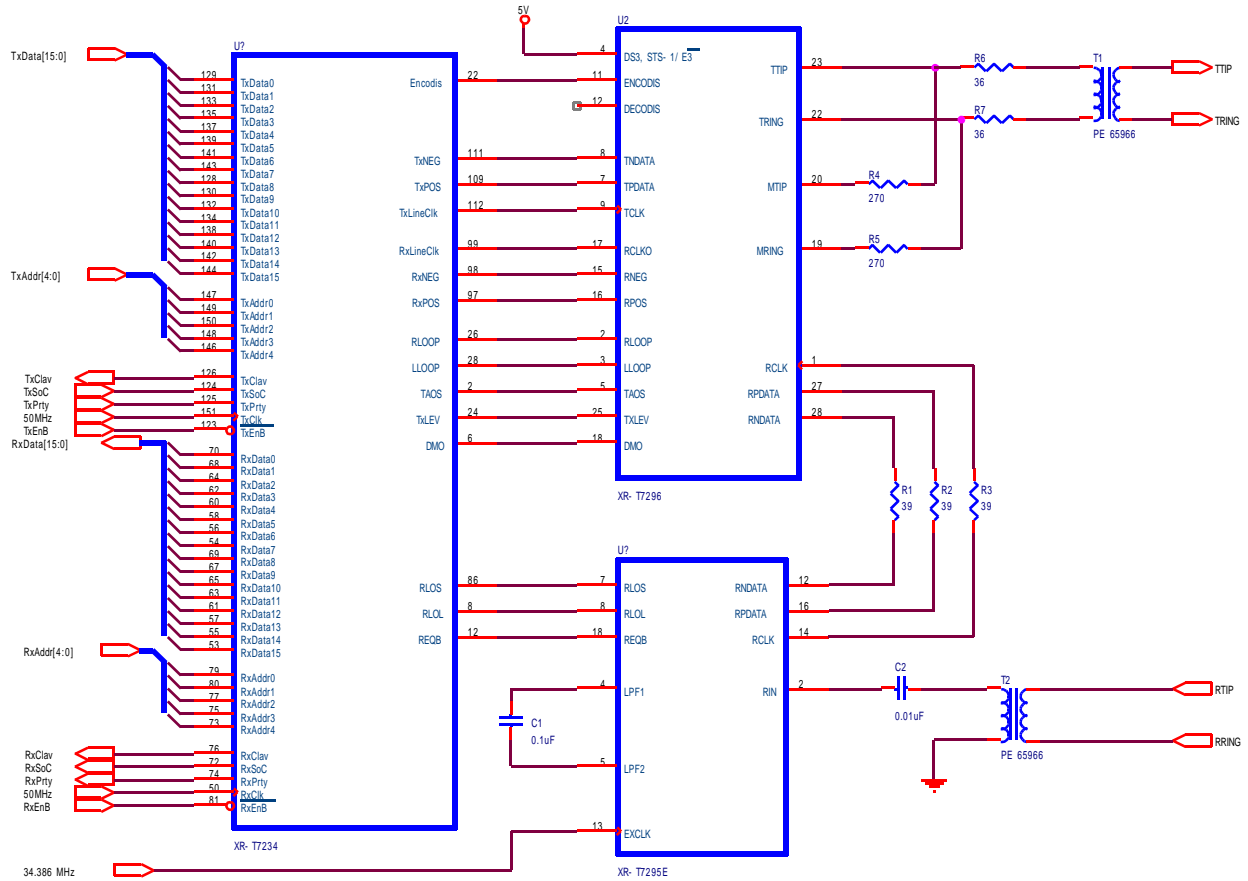 TxData[15:0]
TxAddr[4:0]
TxClav
TxSoC
TxPrty
50MHz
TxEnB
RxData[15:0]
RxAddr[4:0]
RxClav
RxSoC
RxPrty
50MHz
RxEnB
34.386 MHz
U?
129 TxData0
131 TxData1
133 TxData2
135 TxData3
137 TxData4
139 TxData5
141 TxData6
143 TxData7
128 TxData8
130 TxData9
132 TxData10
134 TxData11
138 TxData12
140 TxData13
142 TxData14
144 TxData15
147 TxAddr0
149 TxAddr1
150 TxAddr2
148 TxAddr3
146 TxAddr4
126 TxClav
124 TxSoC
125 TxPrty
151 TxClk
123 TxEnB
70 RxData0
68 RxData1
64 RxData2
62 RxData3
60 RxData4
58 RxData5
56 RxData6
54 RxData7
69 RxData8
67 RxData9
65 RxData10
63 RxData11
61 RxData12
57 RxData13
55 RxData14
53 RxData15
79 RxAddr0
80 RxAddr1
77 RxAddr2
75 RxAddr3
73 RxAddr4
76 RxClav
72 RxSoC
74 RxPrty
50 RxClk
81 RxEnB
Encodis 22
TxNEG 111
TxPOS 109
TxLineClk 112
RxLineClk 99
RxNEG 98
RxPOS 97
RLOOP 26
LLOOP 28
TAOS 2
TxLEV 24
DMO 6
RLOS 86
RLOL 8
REQB 12
XR- T7234
5V
U2
4 DS3, STS- 1/ E3
11 ENCODIS
12 DECODIS
8 TNDATA
7 TPDATA
9 TCLK
17 RCLKO
15 RNEG
16 RPOS
2 RLOOP
3 LLOOP
5 TAOS
25 TXLEV
18 DMO
TTIP 23
TRING 22
MTIP 20
MRING 19
RCLK 1
RPDATA 27
RNDATA 28
XR- T7296
R6
36
R7
36
R4
270
R5
270
T1
PE 65966
TTIP
TRING
R1
39
R2
39
R3
39
U?
7 RLOS
8 RLOL
18 REQB
4 LPF1
5 LPF2
13 EXCLK
RNDATA 12
RPDATA 16
RCLK 14
RIN 2
XR- T7295E
C1
0.1uF
C2
0.01uF
T2
PE 65966
RTIP
RRING